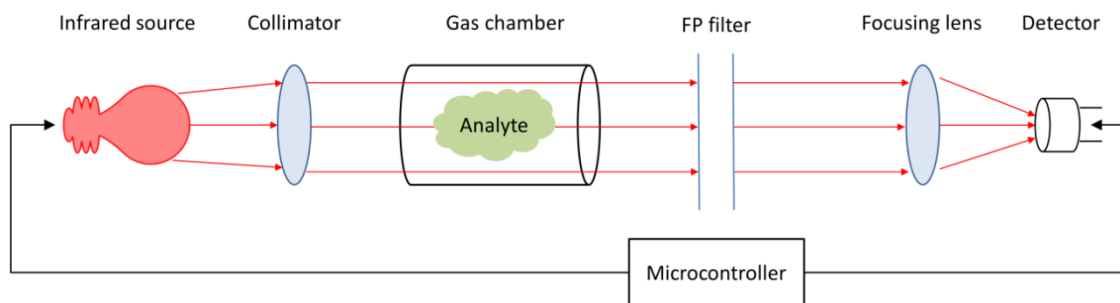 Infrared source
Collimator
Gas chamber
FP filter
Focusing lens
Detector
Analyte
Microcontroller